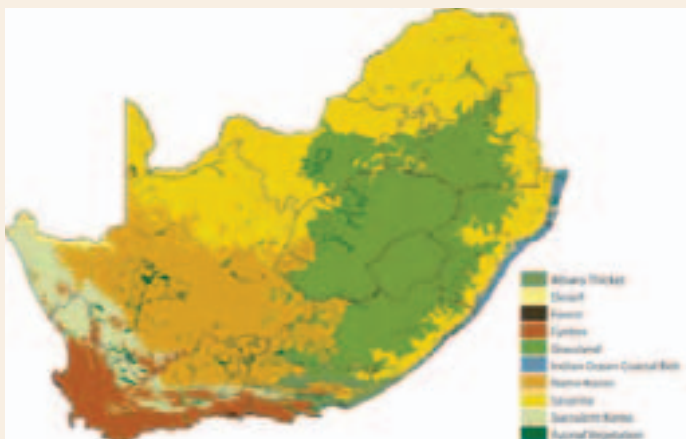 Albany Thicket
Desert
Forest
Fynbos
Grassland
Indian Ocean Coastal Belt
Nama-Karoo
Savanna
Succulent Karoo
Azonal Vegetation